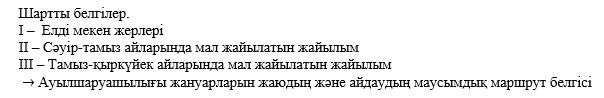 Шартты белгілер.
I – Елді мекен жерлері
II – Сәуір-тамыз айларында мал жайылатын жайылым
III – Тамыз-қыркүйек айларында мал жайылатын жайылым
→ Ауылшаруашылығы жануарларын жаюдың және айдаудың маусымдық маршрут белгісі